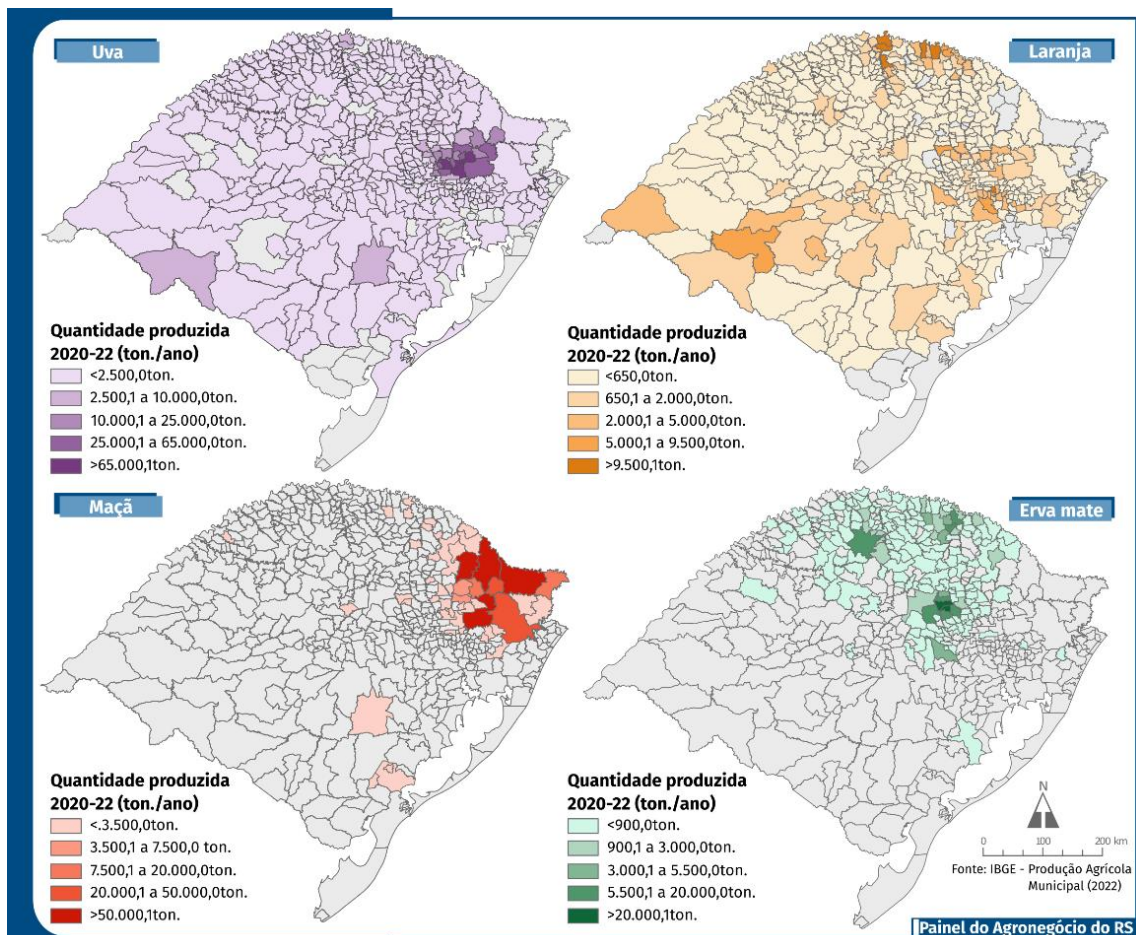 Uva
Quantidade produzida
2020-22 (ton./ano)
<2.500,0ton.
2.500,1 a 10.000,0ton.
10.000,1 a 25.000,0ton.
25.000,1 a 65.000,0ton.
>65.000,1ton.
Laranja
Quantidade produzida
2020-22 (ton./ano)
<650,0ton.
650,1 a 2.000,0ton.
2.000,1 a 5.000,0ton.
5.000,1 a 9.500,0ton.
>9.500,1ton.
Maçã
Quantidade produzida
2020-22 (ton./ano)
<.3.500,0ton.
3.500,1 a 7.500,0 ton.
7.500,1 a 20.000,0ton.
20.000,1 a 50.000,0ton.
>50.000,1ton.
Erva mate
Quantidade produzida
2020-22 (ton./ano)
<900,0ton.
900,1 a 3.000,0ton.
3.000,1 a 5.500,0ton.
5.500,1 a 20.000,0ton.
>20.000,1ton.
N
0 100 200 km
Fonte: IBGE - Produção Agrícola
Municipal (2022)
Painel do Agronegócio do RS